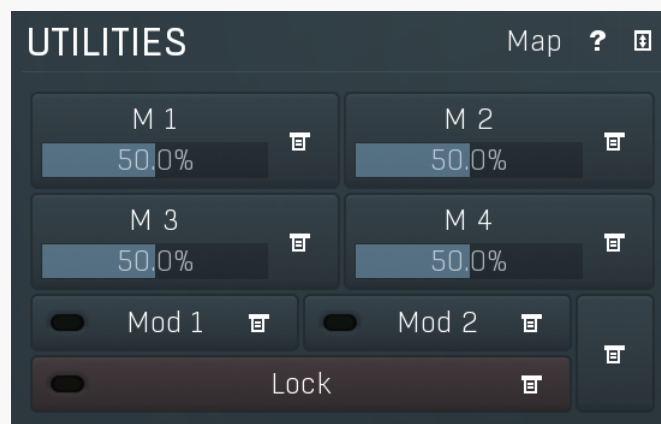 UTILITIES Map ?
M 1 M 2
50.0% 50.0%
M 3 M 4
50.0% 50.0%
Mod 1 Mod 2
Lock